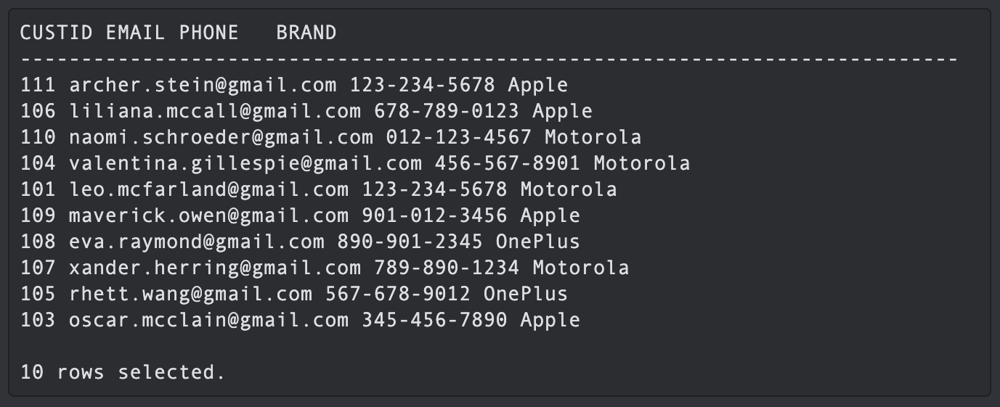 CUSTID EMAIL PHONE   BRAND
-----------------------------------------------------------------------------
111 archer.stein@gmail.com 123-234-5678 Apple
106 liliana.mccall@gmail.com 678-789-0123 Apple
110 naomi.schroeder@gmail.com 012-123-4567 Motorola
104 valentina.gillespie@gmail.com 456-567-8901 Motorola
101 leo.mcfarland@gmail.com 123-234-5678 Motorola
109 maverick.owen@gmail.com 901-012-3456 Apple
108 eva.raymond@gmail.com 890-901-2345 OnePlus
107 xander.herring@gmail.com 789-890-1234 Motorola
105 rhett.wang@gmail.com 567-678-9012 OnePlus
103 oscar.mcclain@gmail.com 345-456-7890 Apple
10 rows selected.